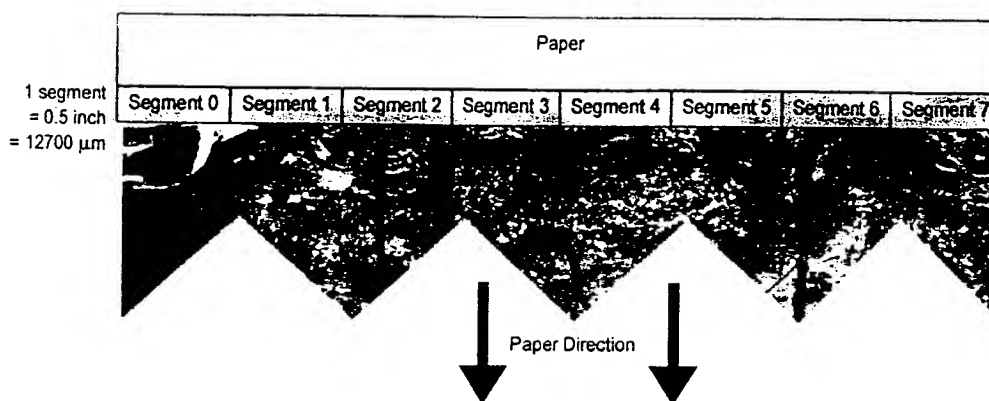 Paper
1 segment
= 0.5 inch
= 12700 µm
Segment 0 Segment 1 Segment 2 Segment 3 Segment 4 Segment 5 Segment 6 Segment 7
Paper Direction